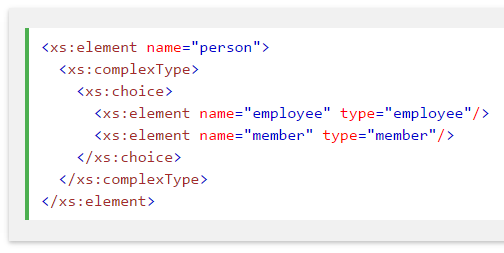 <xs:element name="person">
  <xs:complexType>
    <xs:choice>
      <xs:element name="employee" type="employee"/>
      <xs:element name="member" type="member"/>
    </xs:choice>
  </xs:complexType>
</xs:element>